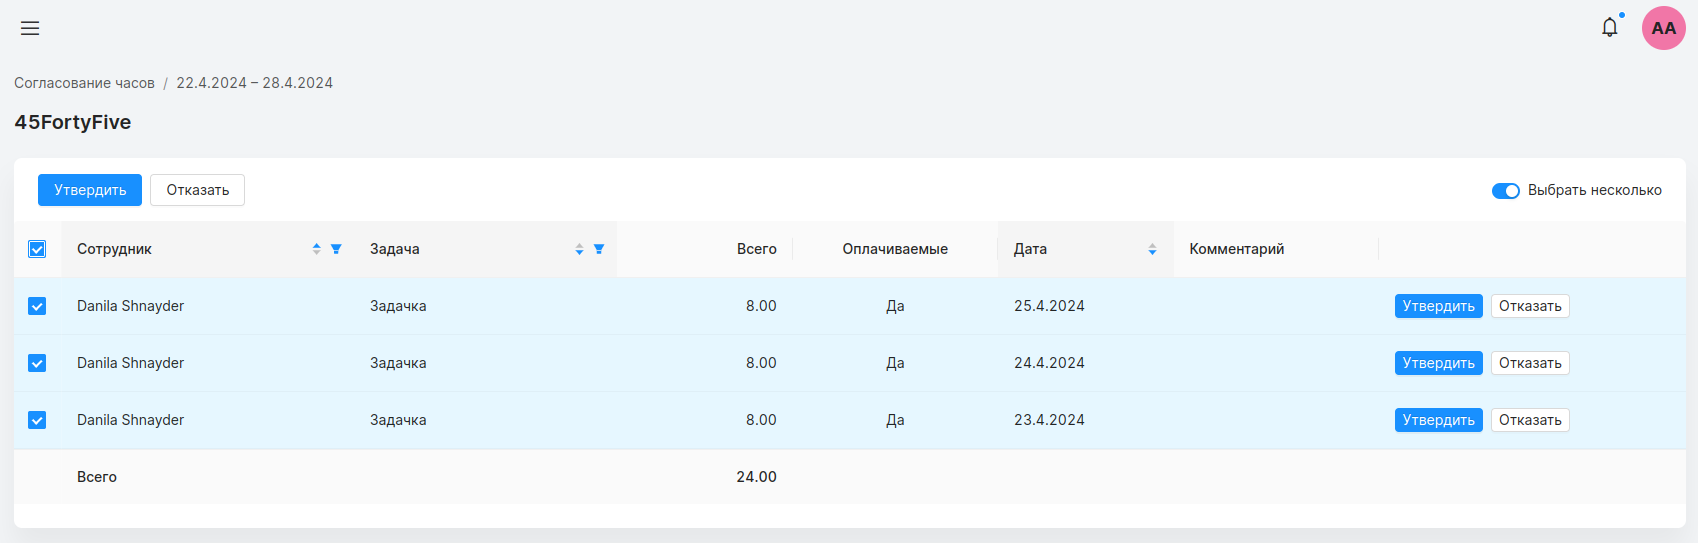 AA
Согласование часов / 22.4.2024 – 28.4.2024
45FortyFive
Утвердить Отказать Выбрать несколько
Сотрудник Задача Всего Оплачиваемые Дата Комментарий
Danila Shnayder Задачка 8.00 Да 25.4.2024 Утвердить Отказать
Danila Shnayder Задачка 8.00 Да 24.4.2024 Утвердить Отказать
Danila Shnayder Задачка 8.00 Да 23.4.2024 Утвердить Отказать
Всего 24.00